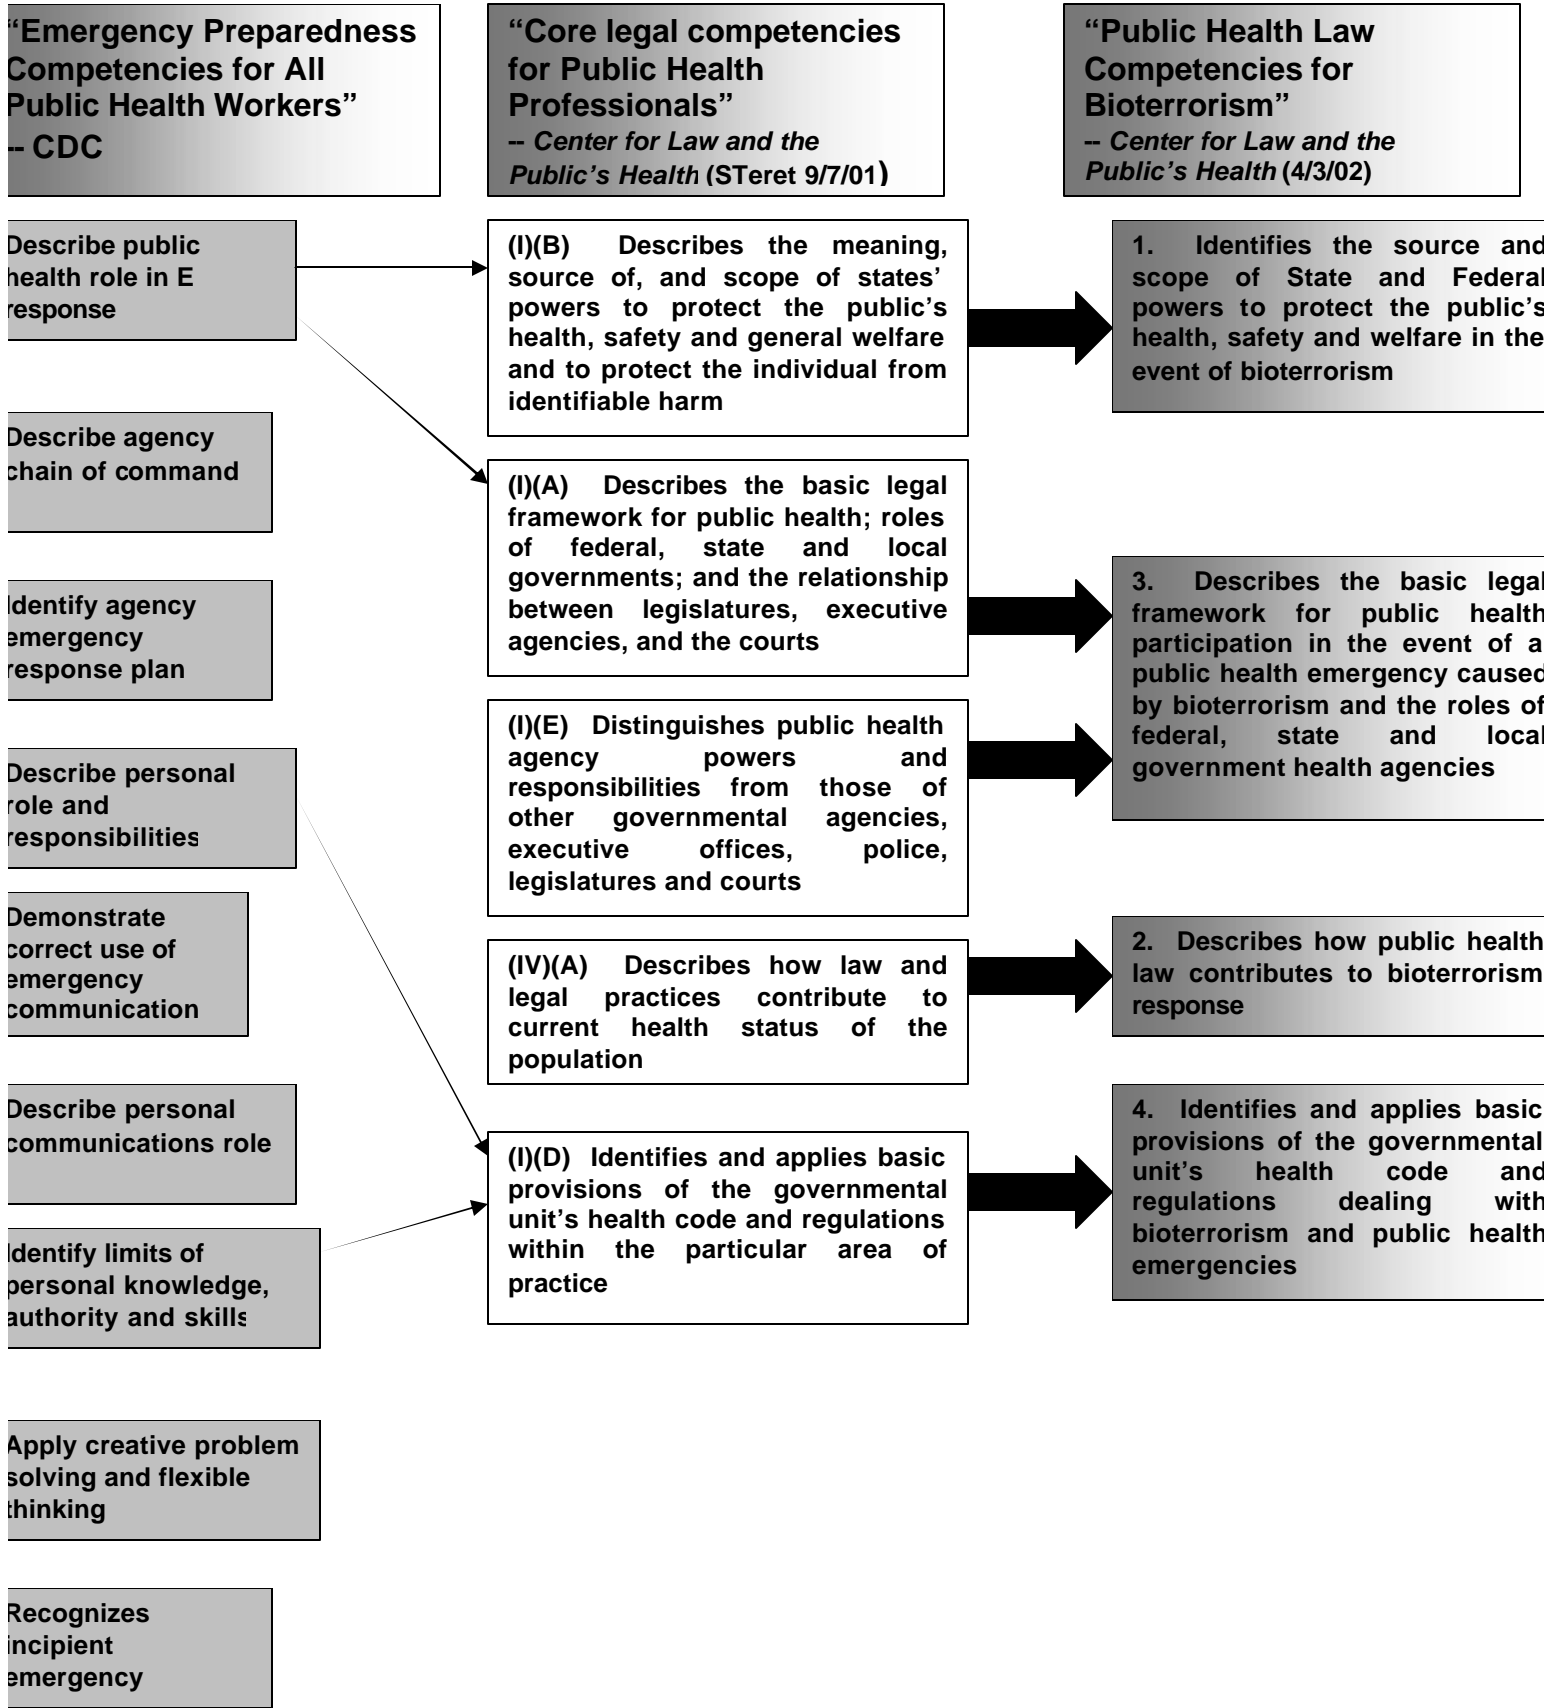 “Emergency Preparedness
Competencies for All
Public Health Workers”
-- CDC
“Core legal competencies
for Public Health
Professionals”
-- Center for Law and the
Public’s Health (STeret 9/7/01)
“Public Health Law
Competencies for
Bioterrorism”
-- Center for Law and the
Public’s Health (4/3/02)
Describe public
health role in E
response
Describe agency
chain of command
Identify agency
emergency
response plan
Describe personal
role and
responsibilities
Demonstrate
correct use of
emergency
communication
Describe personal
communications role
Identify limits of
personal knowledge,
authority and skills
Apply creative problem
solving and flexible
thinking
Recognizes
incipient
emergency
(I)(B) Describes the meaning,
source of, and scope of states’
powers to protect the public’s
health, safety and general welfare
and to protect the individual from
identifiable harm
(I)(A) Describes the basic legal
framework for public health; roles
of federal, state and local
governments; and the relationship
between legislatures, executive
agencies, and the courts
(I)(E) Distinguishes public health
agency powers and
responsibilities from those of
other governmental agencies,
executive offices, police,
legislatures and courts
(IV)(A) Describes how law and
legal practices contribute to
current health status of the
population
(I)(D) Identifies and applies basic
provisions of the governmental
unit’s health code and regulations
within the particular area of
practice
1. Identifies the source and
scope of State and Federal
powers to protect the public’s
health, safety and welfare in the
event of bioterrorism
3. Describes the basic legal
framework for public health
participation in the event of a
public health emergency caused
by bioterrorism and the roles of
federal, state and local
government health agencies
2. Describes how public health
law contributes to bioterrorism
response
4. Identifies and applies basic
provisions of the governmental
unit’s health code and
regulations dealing with
bioterrorism and public health
emergencies